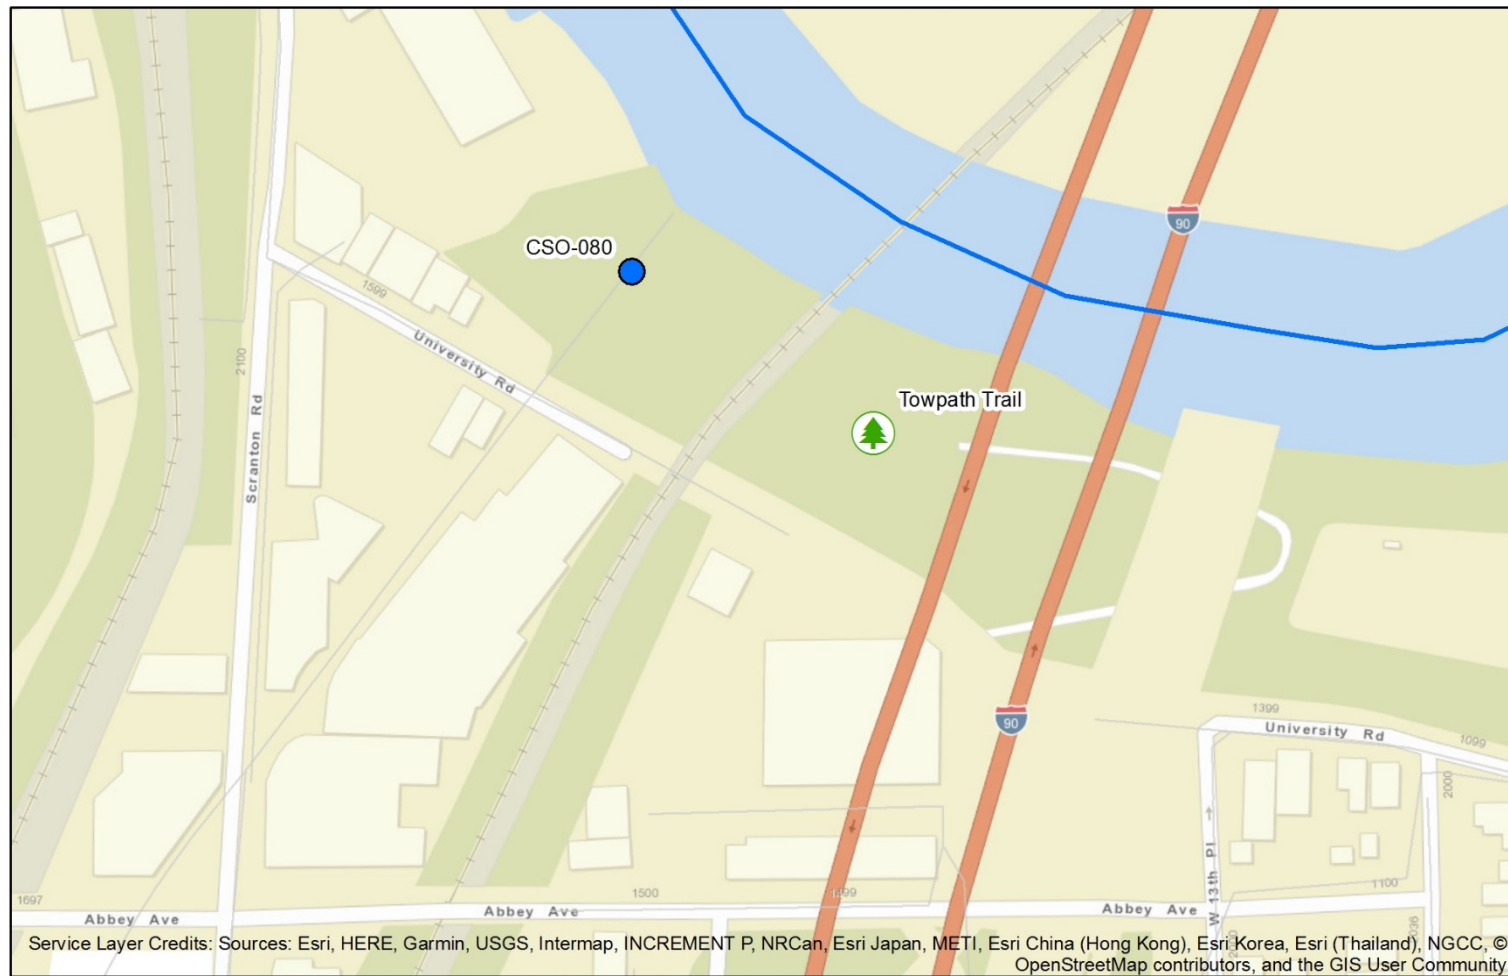 90
CSO-080
1599
University Rd
2100
Scranton Rd
Towpath Trail
90
1399
University Rd
1099
2000
W 13th Pl
1697
Abbey Ave
1500
Abbey Ave
1499
Abbey Ave
1100
Service Layer Credits: Sources: Esri, HERE, Garmin, USGS, Intermap, INCREMENT P, NRCan, Esri Japan, METI, Esri China (Hong Kong), Esri Korea, Esri (Thailand), NGCC, ©
OpenStreetMap contributors, and the GIS User Community